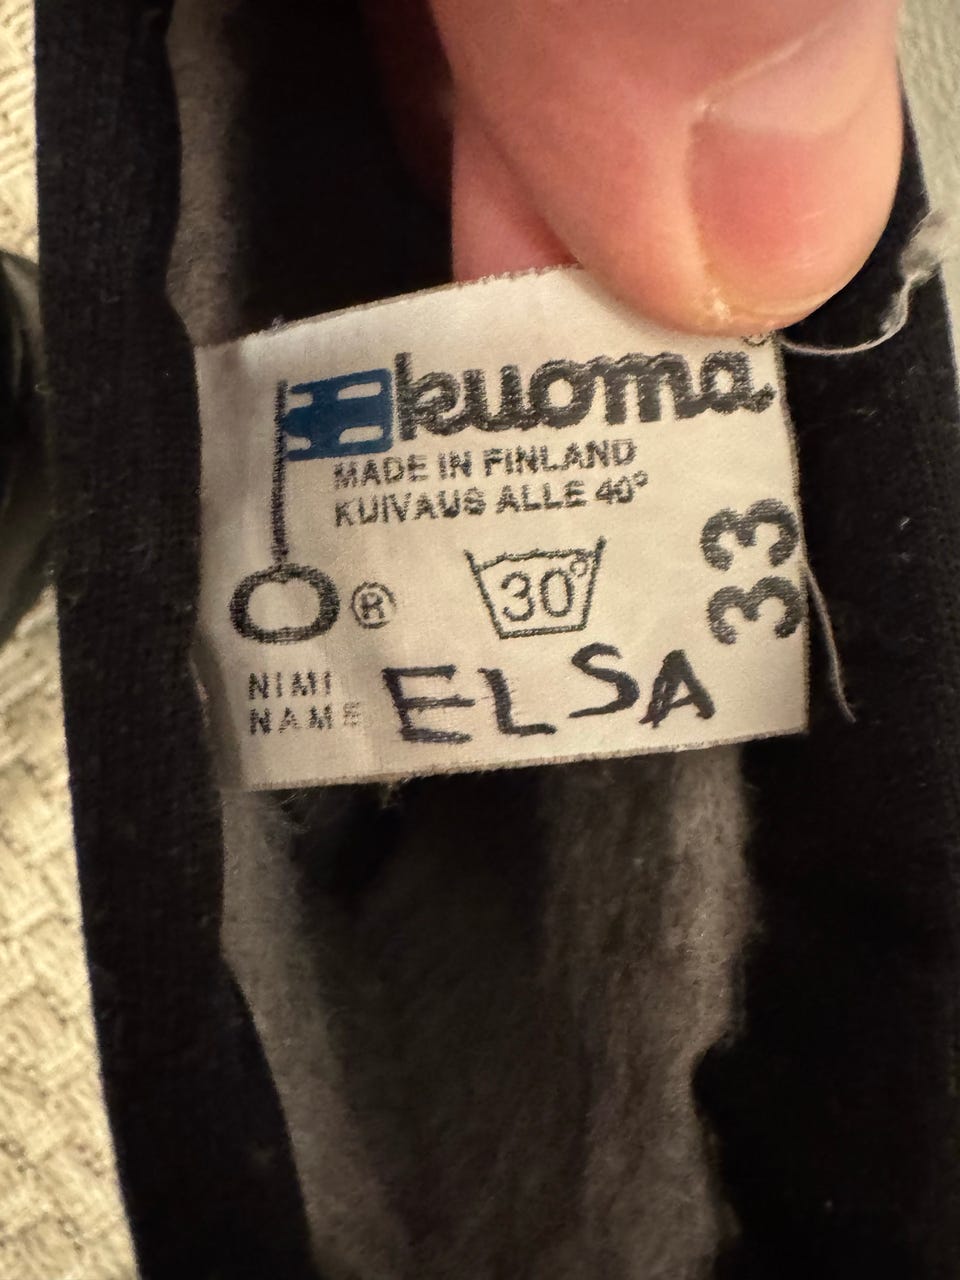 kuoma®
MADE IN FINLAND
KUIVAUS ALLE 40°
30°
33
®
NIMI
NAME
ELSA